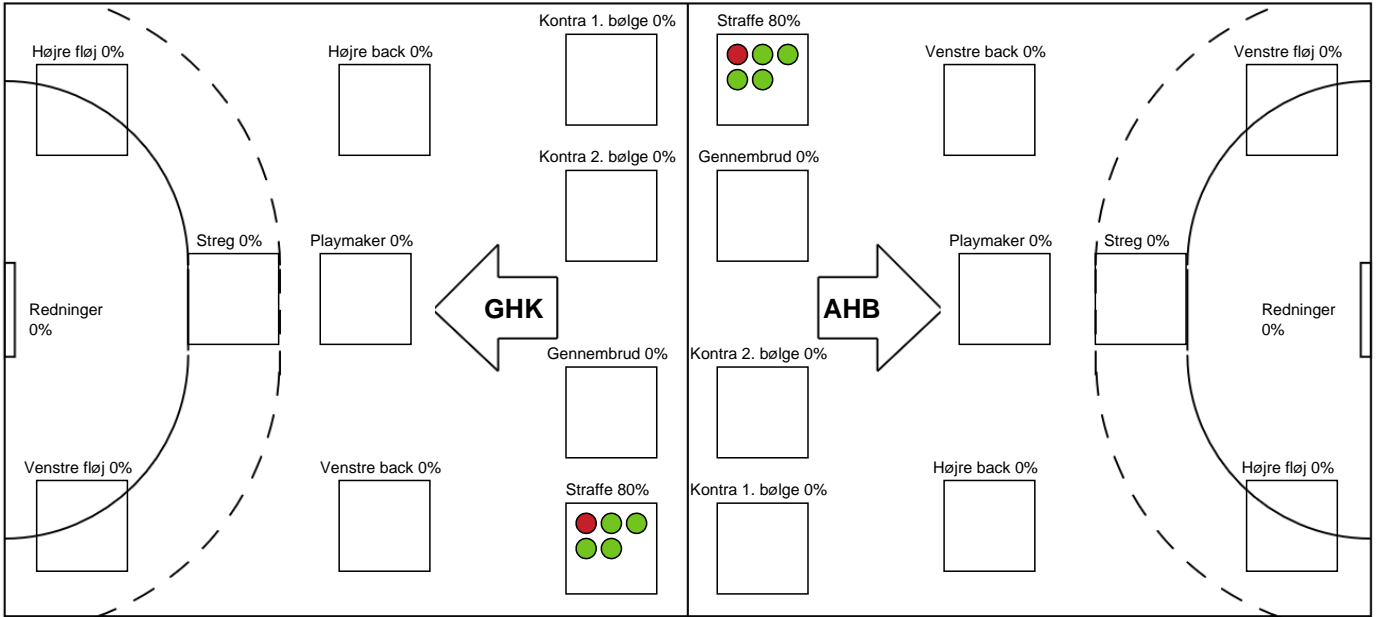 Kontra 1. bølge 0%
Straffe 80%
Højre fløj 0%
Højre back 0%
Venstre back 0%
Venstre fløj 0%
Kontra 2. bølge 0%
Gennembrud 0%
Streg 0%
Playmaker 0%
Playmaker 0%
Streg 0%
Redninger
0%
GHK
AHB
Redninger
0%
Gennembrud 0%
Kontra 2. bølge 0%
Venstre fløj 0%
Venstre back 0%
Højre back 0%
Højre fløj 0%
Straffe 80%
Kontra 1. bølge 0%